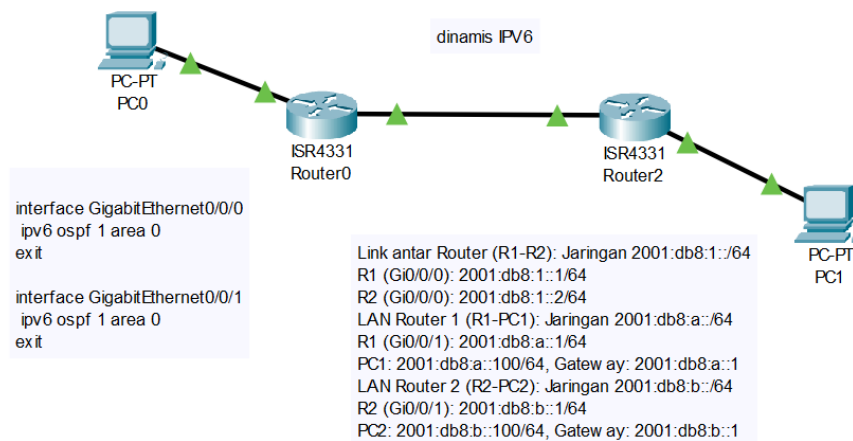 dinamis IPV6
PC-PT
PC0
ISR4331
Router0
ISR4331
Router2
PC-PT
PC1
interface GigabitEthernet0/0/0
ipv6 ospf 1 area 0
exit
interface GigabitEthernet0/0/1
ipv6 ospf 1 area 0
exit
Link antar Router (R1-R2): Jaringan 2001:db8:1::/64
R1 (Gi0/0/0): 2001:db8:1::1/64
R2 (Gi0/0/0): 2001:db8:1::2/64
LAN Router 1 (R1-PC1): Jaringan 2001:db8:a::/64
R1 (Gi0/0/1): 2001:db8:a::1/64
PC1: 2001:db8:a::100/64, Gateway: 2001:db8:a::1
LAN Router 2 (R2-PC2): Jaringan 2001:db8:b::/64
R2 (Gi0/0/1): 2001:db8:b::1/64
PC2: 2001:db8:b::100/64, Gateway: 2001:db8:b::1